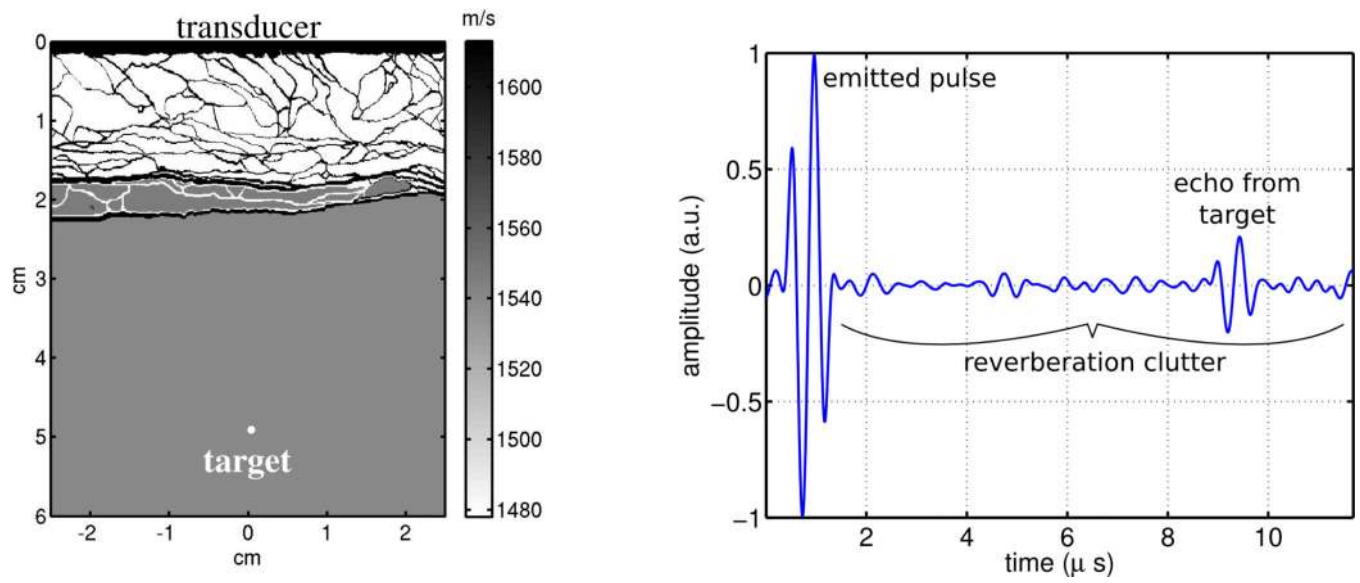 transducer
m/s
0
1
2
3
4
5
6
cm
-2
-1
0
1
2
cm
target
1600
1580
1560
1540
1520
1500
1480
1
0.5
0
−0.5
−1
amplitude (a.u.)
emitted pulse
echo from
target
reverberation clutter
2
4
6
8
10
time (μ s)